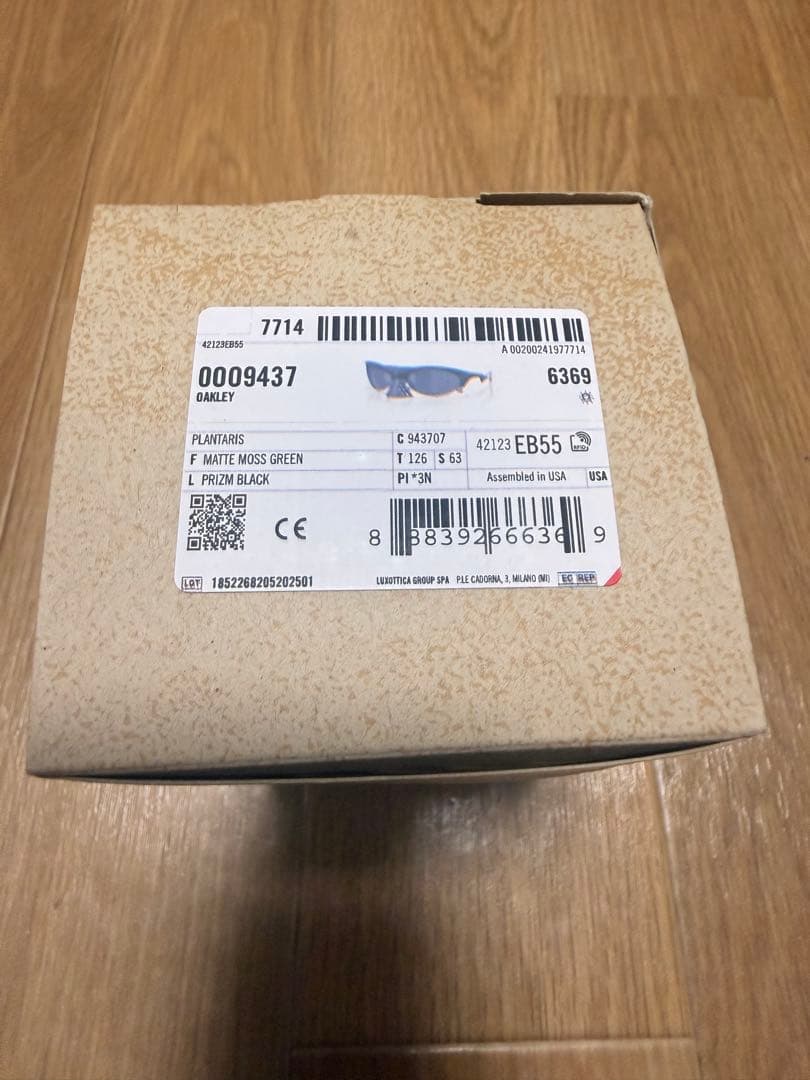 7714
42123EB55
A 00200241977714
0009437 6369
OAKLEY
PLANTARIS C 943707 42123 EB55 RFID
F MATTE MOSS GREEN T 126 S 63
L PRIZM BLACK PI *3N Assembled in USA USA
CE 8 88392 66636 9
LOT 1852268205202501 LUXOTTICA GROUP SPA P.LE CADORNA, 3, MILANO (MI) EC REP